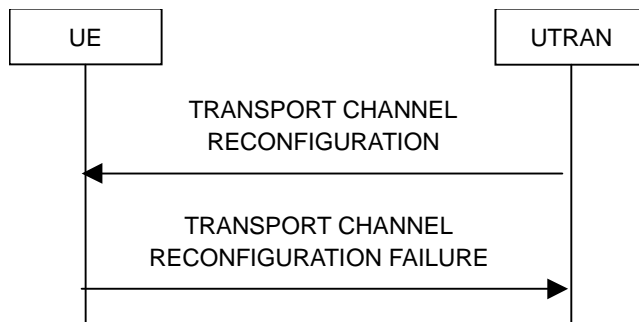 UE
UTRAN
TRANSPORT CHANNEL
RECONFIGURATION
TRANSPORT CHANNEL
RECONFIGURATION FAILURE